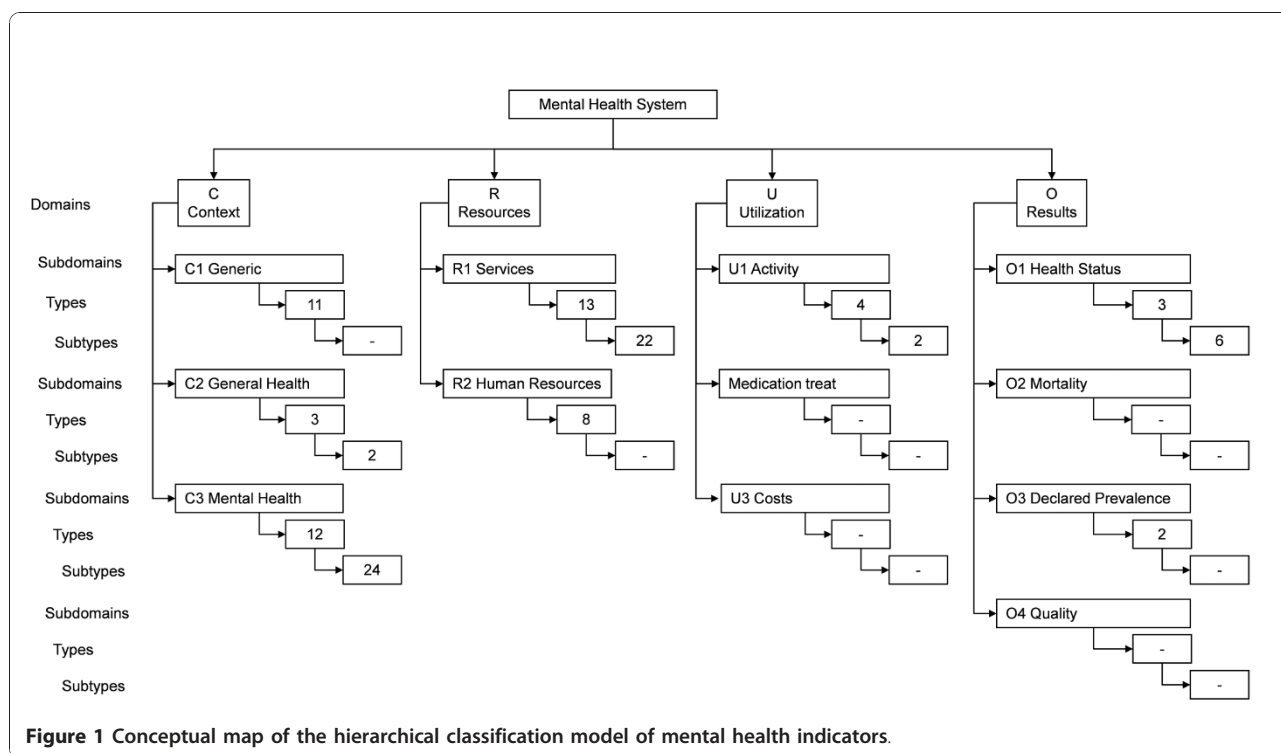 Mental Health System
Domains
C
Context
R
Resources
U
Utilization
O
Results
Subdomains
C1 Generic
R1 Services
U1 Activity
O1 Health Status
Types
11
13
4
3
Subtypes
-
22
2
6
Subdomains
C2 General Health
R2 Human Resources
Medication treat
O2 Mortality
Types
3
8
-
-
Subtypes
2
-
-
-
Subdomains
C3 Mental Health
U3 Costs
O3 Declared Prevalence
Types
12
-
2
Subtypes
24
-
-
Subdomains
O4 Quality
Types
-
Subtypes
-
Figure 1 Conceptual map of the hierarchical classification model of mental health indicators.